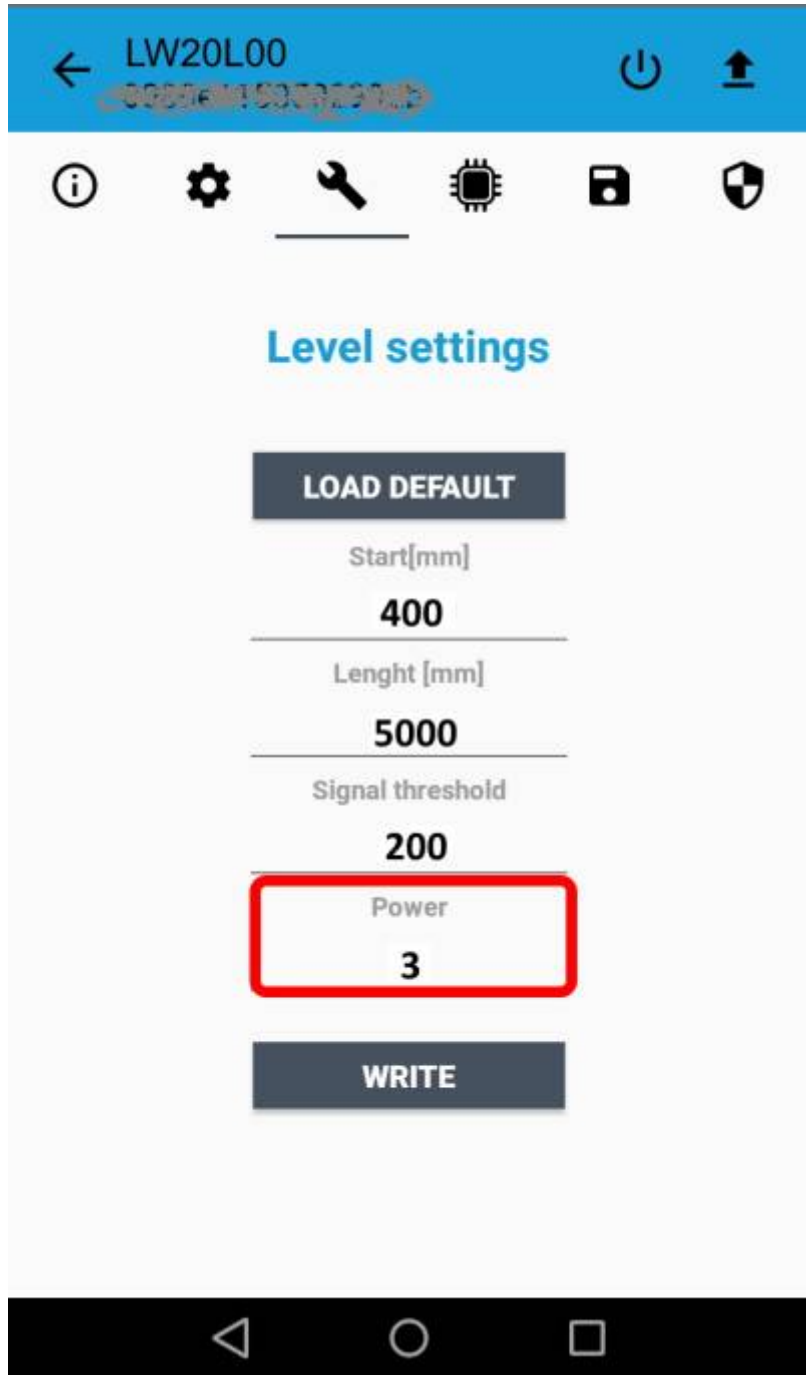 LW20L00
Level settings
LOAD DEFAULT
Start[mm]
400
Lenght [mm]
5000
Signal threshold
200
Power
3
WRITE